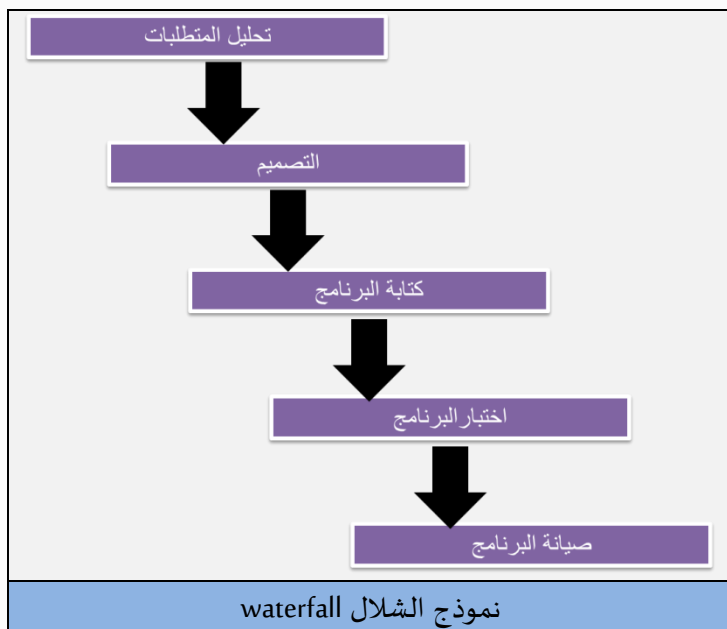 تحليل المتطلبات
التصميم
كتابة البرنامج
اختبار البرنامج
صيانة البرنامج
نموذج الشلال waterfall